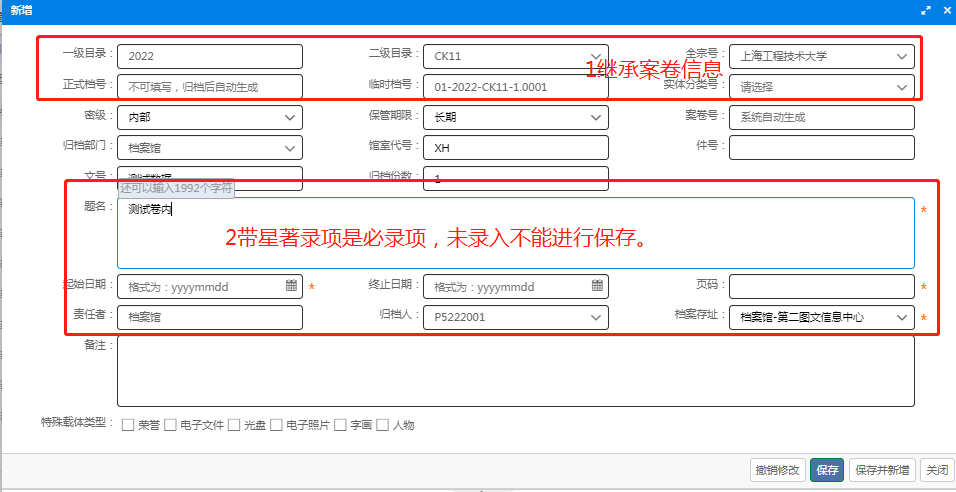 新增
一级目录： 2022 二级目录： CK11 全宗号： 上海工程技术大学
1继承案卷信息
正式档号： 不可填写，归档后自动生成 临时档号： 01-2022-CK11-1.0001 实体分类号： 请选择
密级： 内部 保管期限： 长期 案卷号： 系统自动生成
归档部门： 档案馆 馆室代号： XH 件号：
文号： 测试数据 归档份数： 1
还可以输入1992个字符
题名： 测试卷内 *
2带星著录项是必录项，未录入不能进行保存。
起始日期： 格式为：yyyymmdd * 终止日期： 格式为：yyyymmdd 页码： *
责任者： 档案馆 归档人： P5222001 档案存址： 档案馆-第二图文信息中心 *
备注：
特殊载体类型： 荣誉 电子文件 光盘 电子照片 字画 人物
撤销修改 保存 保存并新增 关闭